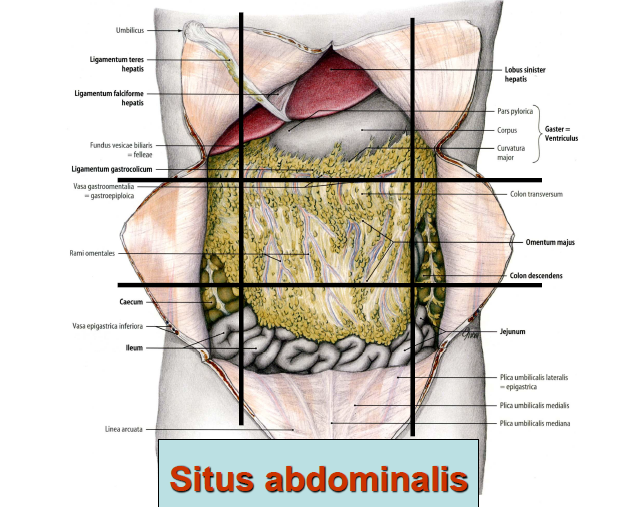 Umbilicus
Ligamentum teres
hepatis
Ligamentum falciforme
hepatis
Fundus vesicae biliaris
= felleae
Ligamentum gastrocolicum
Vasa gastroomentalia
= gastroepiploica
Rami omentales
Caecum
Vasa epigastrica inferiora
Ileum
Linea arcuata
Lobus sinister
hepatis
Pars pylorica
Corpus
Curvatura
major
Gaster =
Ventriculus
Colon transversum
Omentum majus
Colon descendens
Jejunum
Plica umbilicalis lateralis
= epigastrica
Plica umbilicalis medialis
Plica umbilicalis mediana
Situs abdominalis